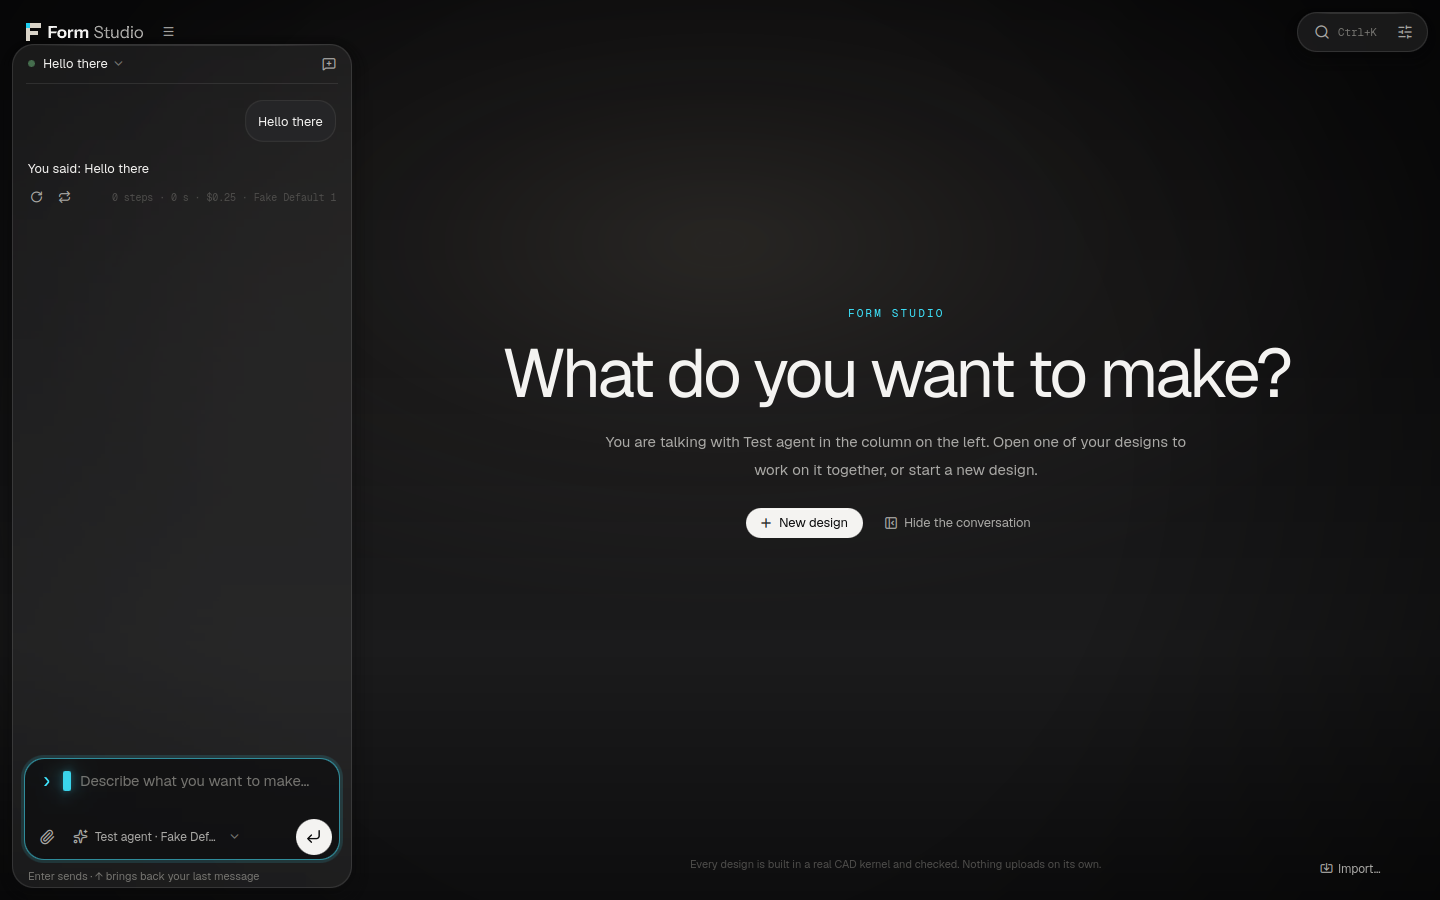 Form Studio
Ctrl+K
Hello there
Hello there
You said: Hello there
0 steps · 0 s · $0.25 · Fake Default 1
FORM STUDIO
What do you want to make?
You are talking with Test agent in the column on the left. Open one of your designs to
work on it together, or start a new design.
New design
Hide the conversation
Describe what you want to make...
Test agent · Fake Def...
Enter sends · ↑ brings back your last message
Every design is built in a real CAD kernel and checked. Nothing uploads on its own.
Import...